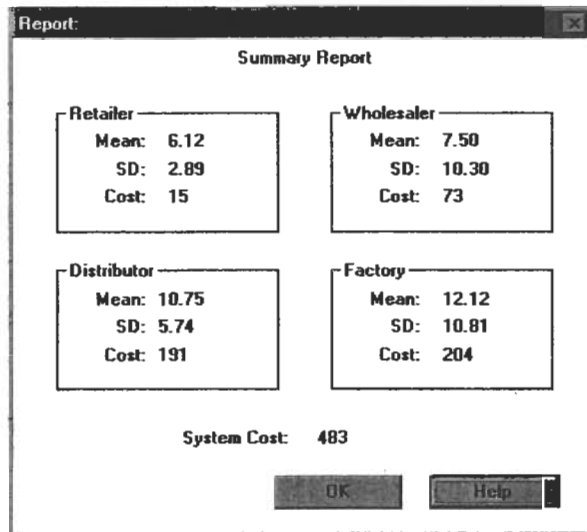 Report:
Summary Report
Retailer
Mean: 6.12
SD: 2.89
Cost: 15
Wholesaler
Mean: 7.50
SD: 10.30
Cost: 73
Distributor
Mean: 10.75
SD: 5.74
Cost: 191
Factory
Mean: 12.12
SD: 10.81
Cost: 204
System Cost: 483
OK
Help